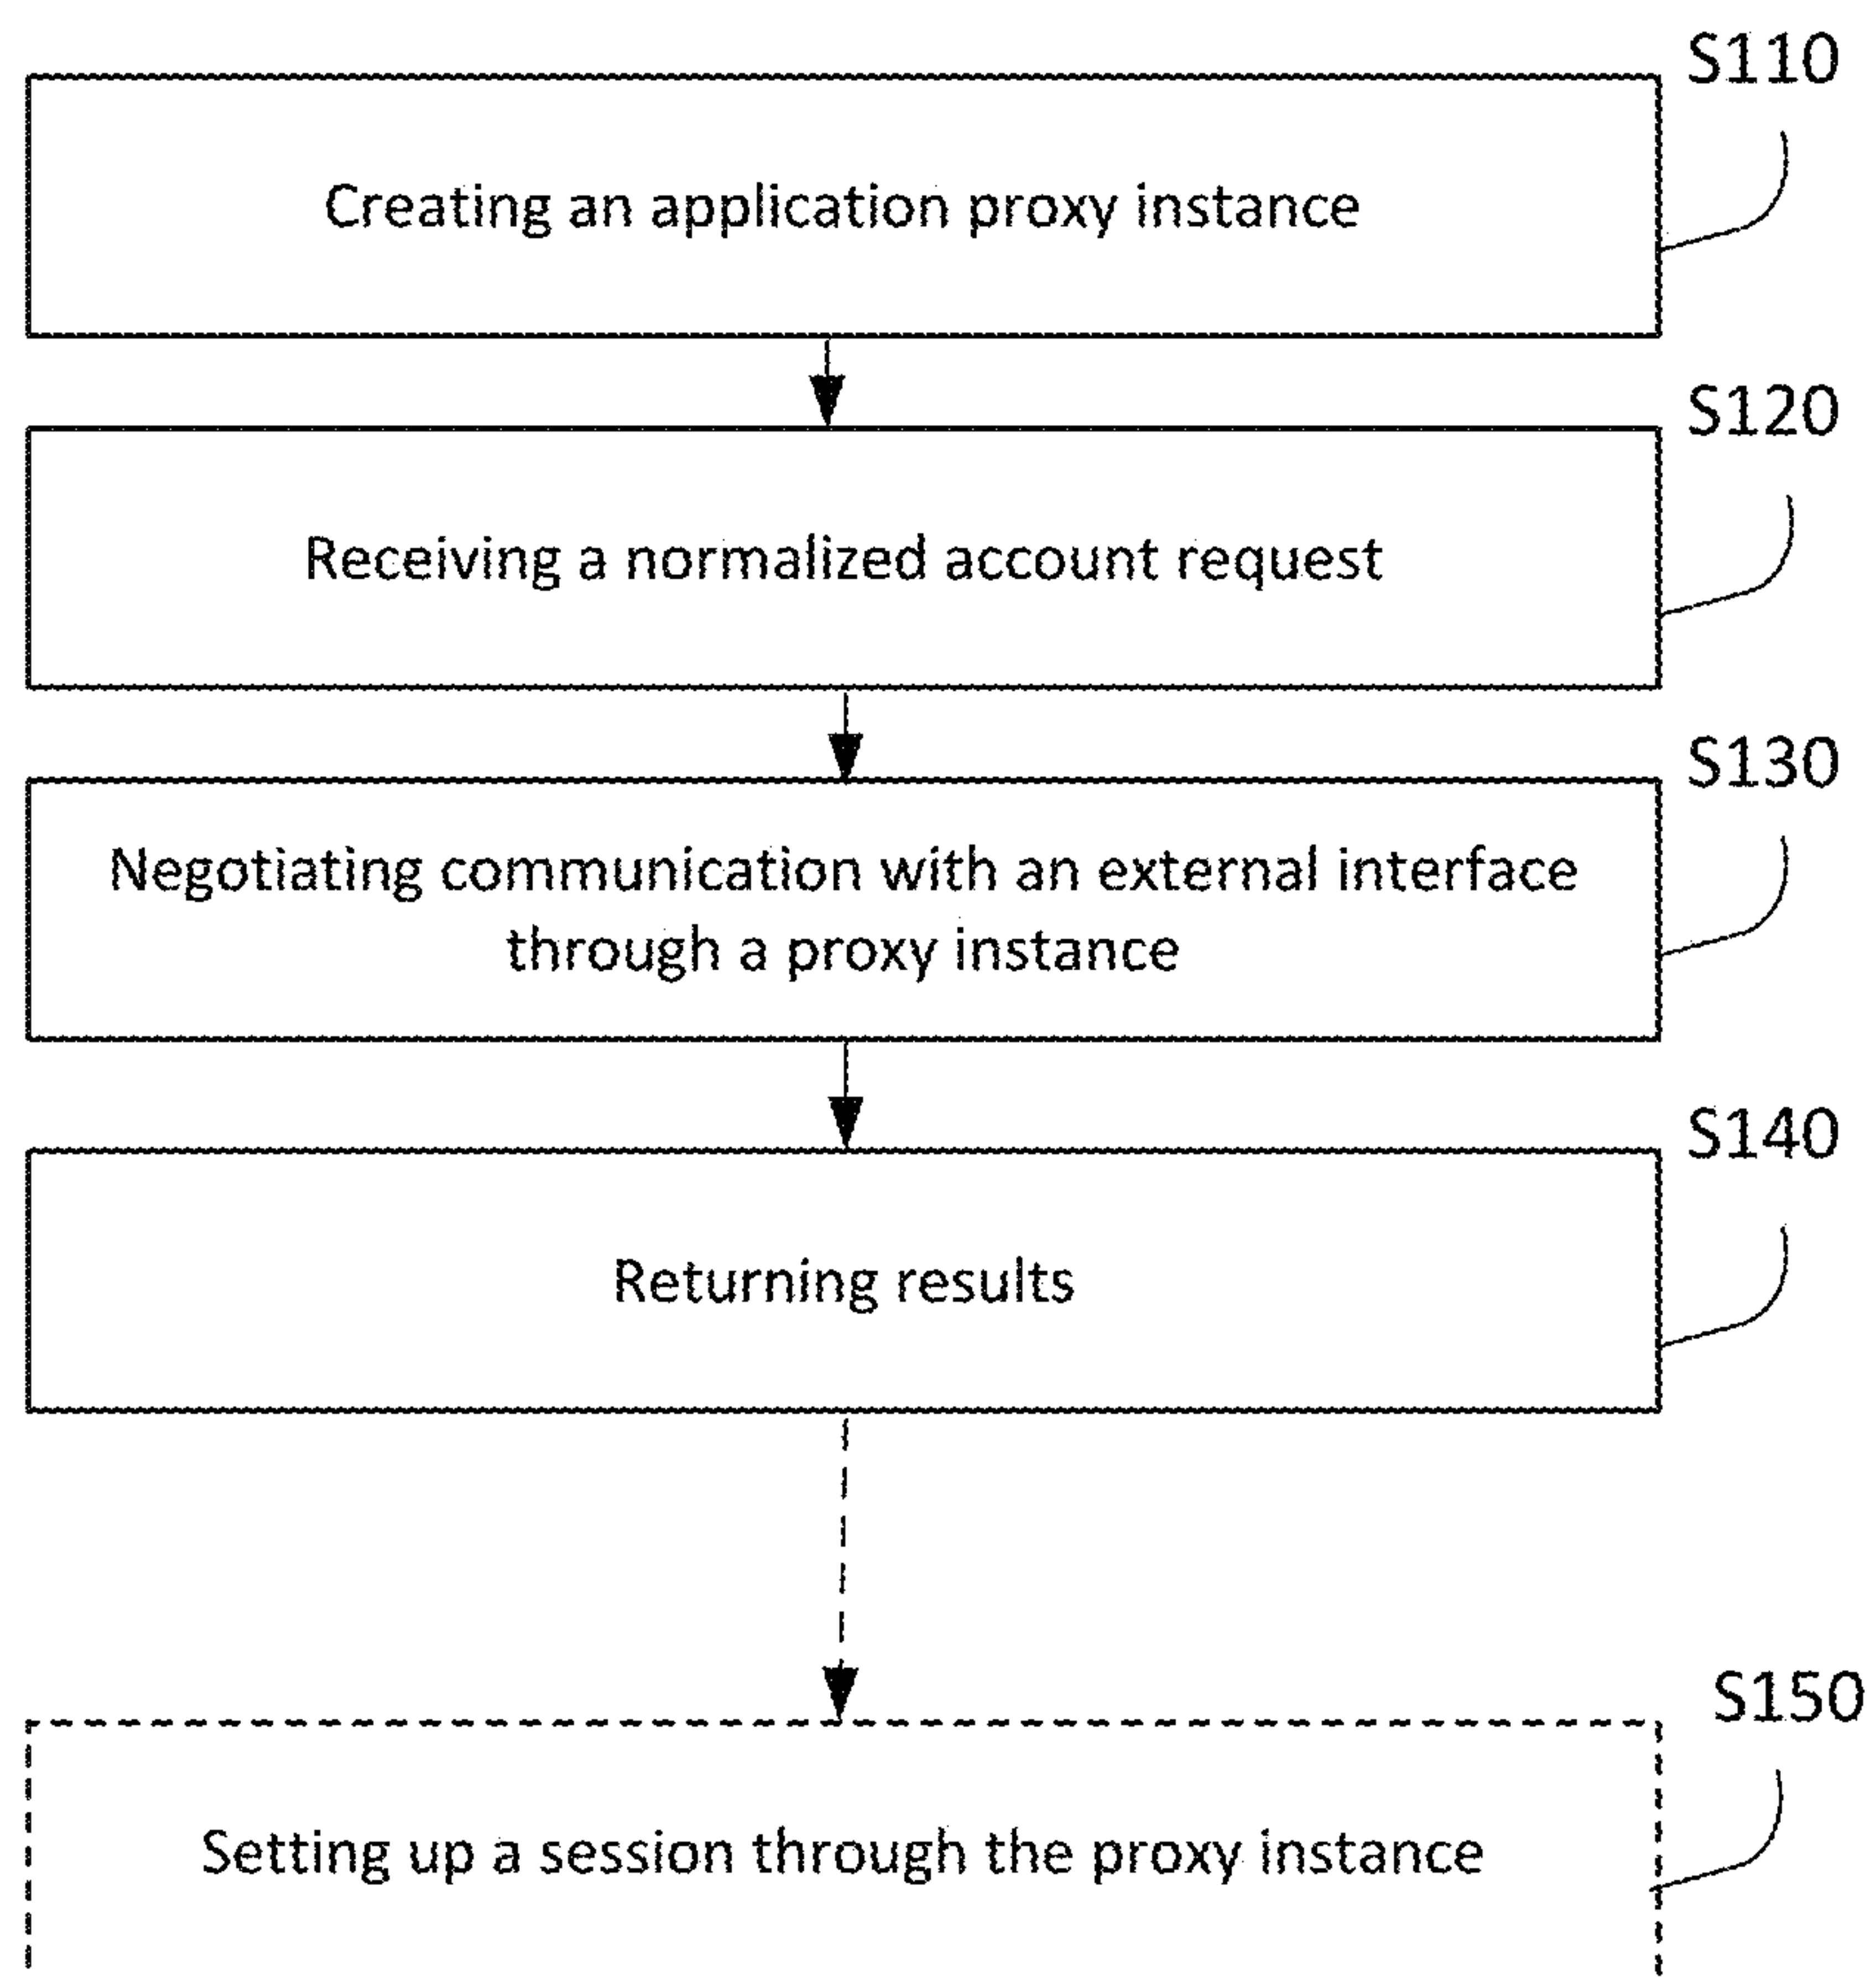 S110
Creating an application proxy instance
S120
Receiving a normalized account request
S130
Negotiating communication with an external interface
through a proxy instance
S140
Returning results
S150
Setting up a session through the proxy instance